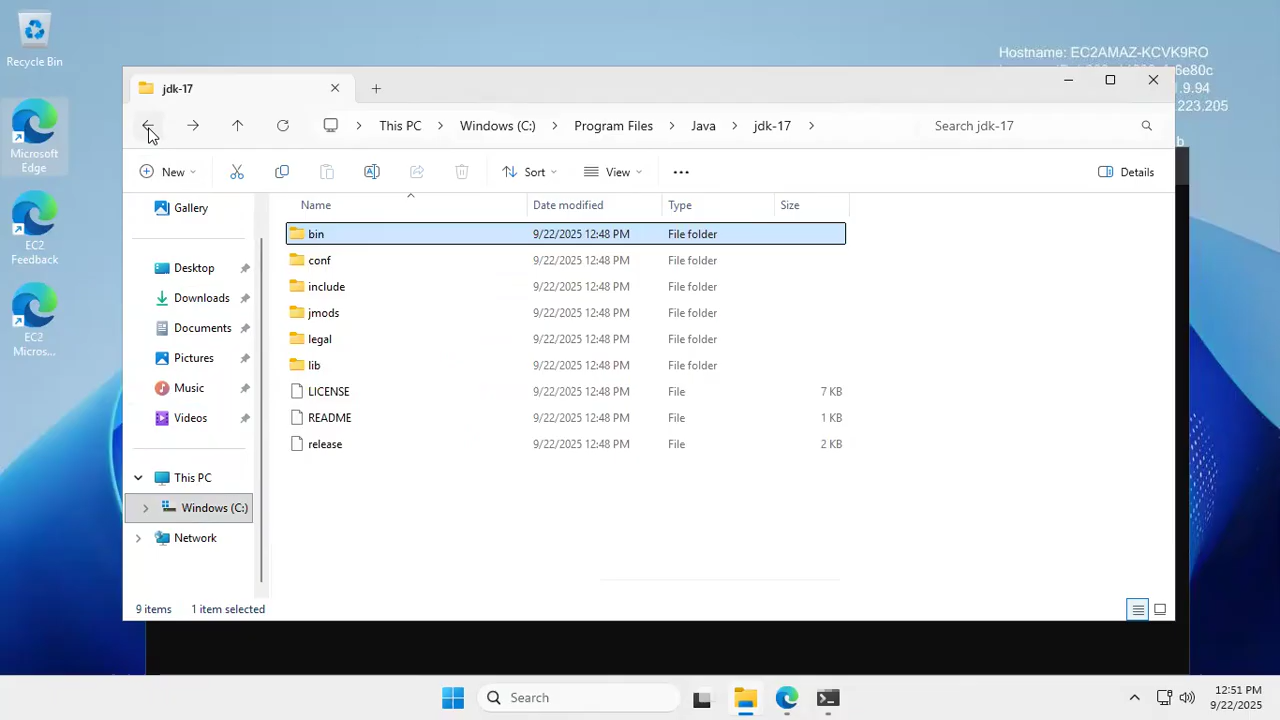 Recycle Bin
Microsoft Edge
EC2 Feedback
EC2 Micros...
Hostname: EC2AMAZ-KCVK9RO
6e80c
.9.94
223,205
b
jdk-17
This PC > Windows (C:) > Program Files > Java > jdk-17 >
Search jdk-17
New
Sort
View
Details
Gallery
Desktop
Downloads
Documents
Pictures
Music
Videos
This PC
Windows (C:)
Network
Name Date modified Type Size
bin 9/22/2025 12:48 PM File folder
conf 9/22/2025 12:48 PM File folder
include 9/22/2025 12:48 PM File folder
jmods 9/22/2025 12:48 PM File folder
legal 9/22/2025 12:48 PM File folder
lib 9/22/2025 12:48 PM File folder
LICENSE 9/22/2025 12:48 PM File 7 KB
README 9/22/2025 12:48 PM File 1 KB
release 9/22/2025 12:48 PM File 2 KB
9 items 1 item selected
Search
12:51 PM
9/22/2025